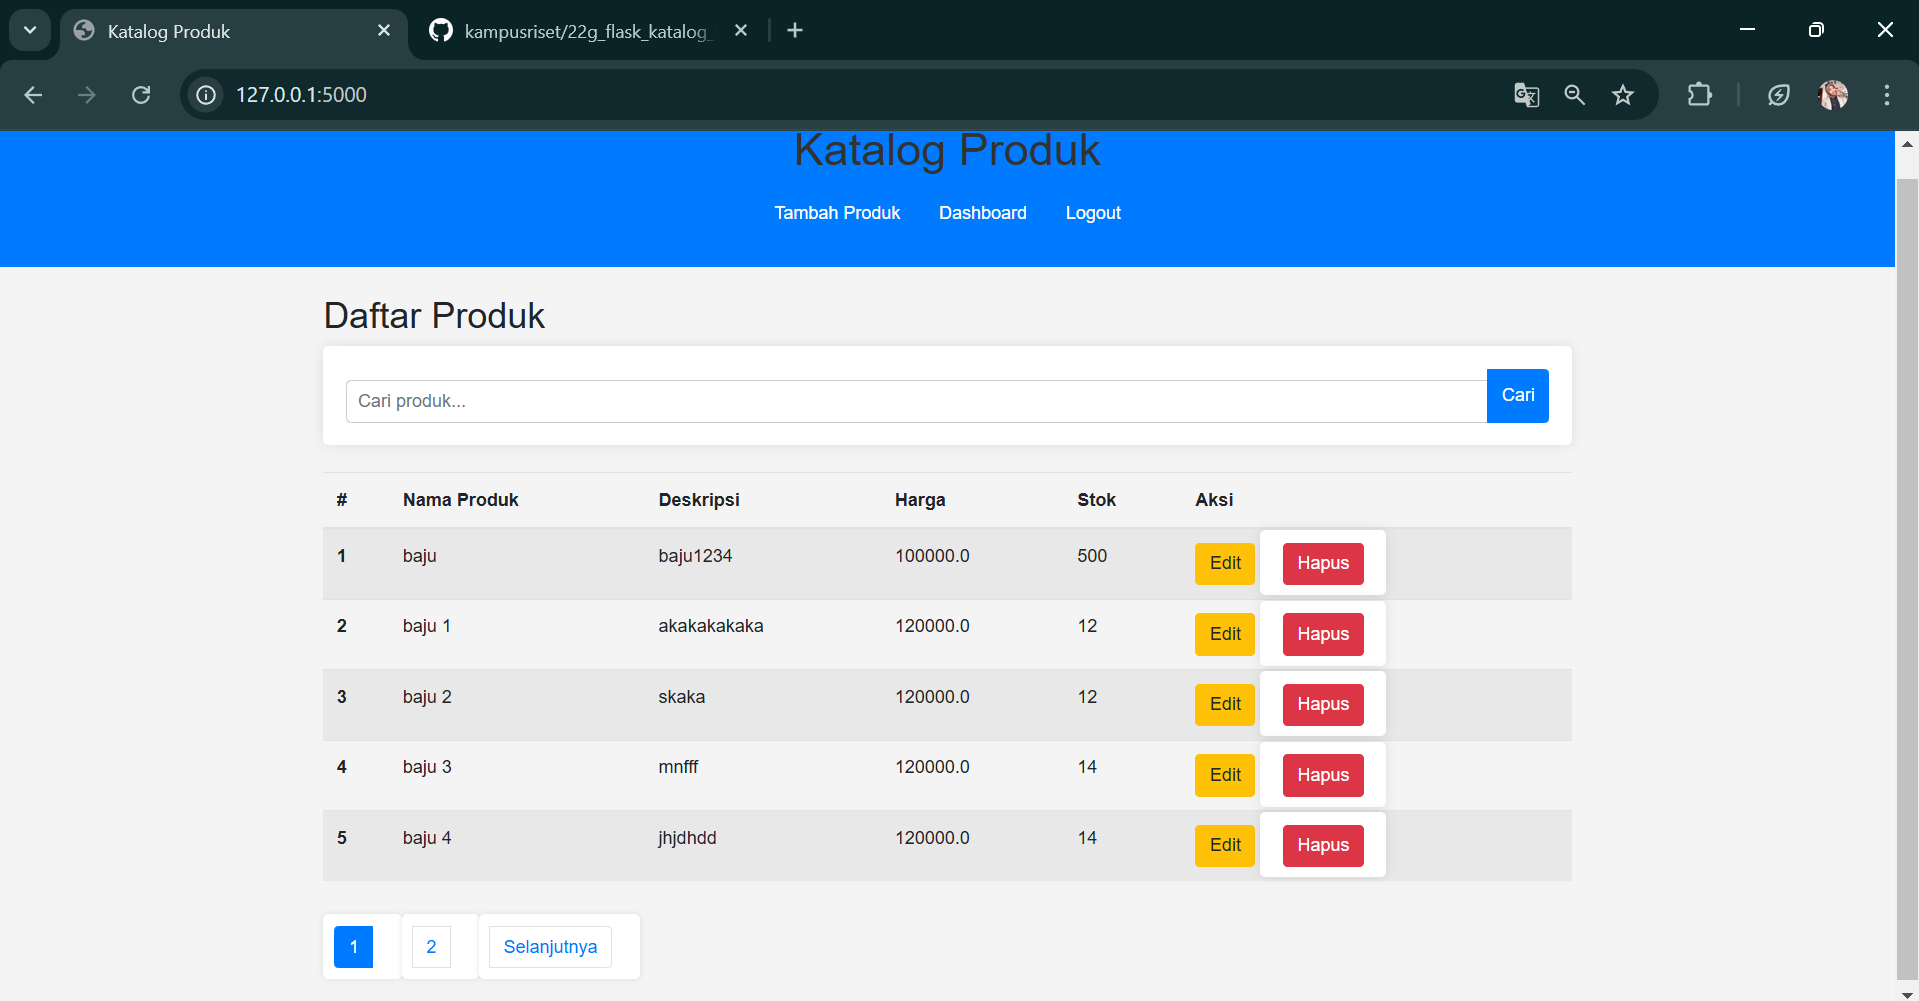 Katalog Produk
kampusriset/22g_flask_katalog_
127.0.0.1:5000
Katalog Produk
Tambah Produk Dashboard Logout
Daftar Produk
Cari produk... Cari
# Nama Produk Deskripsi Harga Stok Aksi
1 baju baju1234 100000.0 500 Edit Hapus
2 baju 1 akakakakaka 120000.0 12 Edit Hapus
3 baju 2 skaka 120000.0 12 Edit Hapus
4 baju 3 mnfff 120000.0 14 Edit Hapus
5 baju 4 jhjdhdd 120000.0 14 Edit Hapus
1 2 Selanjutnya